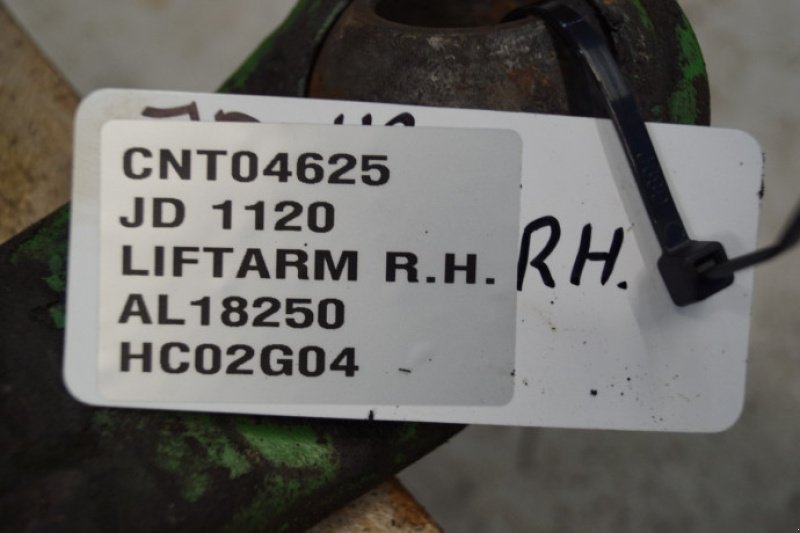 CNT04625
JD 1120
LIFTARM R.H. RH.
AL18250
HC02G04